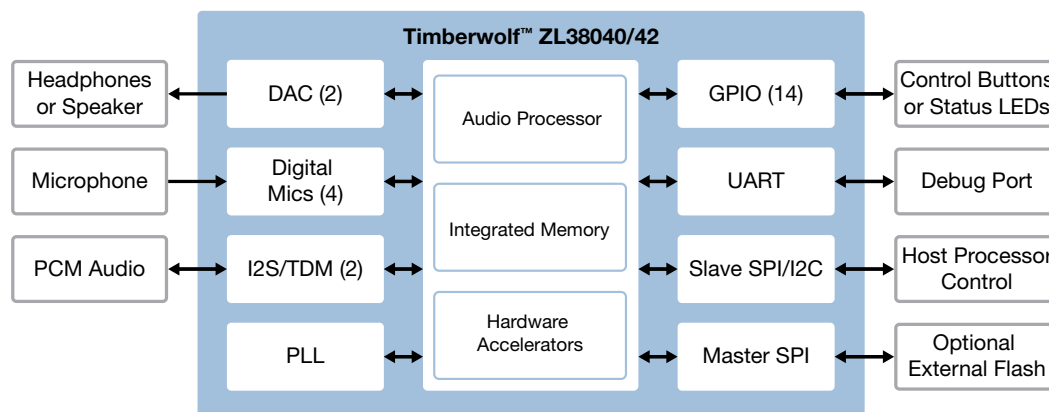 Timberwolf™ ZL38040/42
Headphones
or Speaker
DAC (2)
Audio Processor
GPIO (14)
Control Buttons
or Status LEDs
Microphone
Digital
Mics (4)
Integrated Memory
UART
Debug Port
PCM Audio
I2S/TDM (2)
Slave SPI/I2C
Host Processor
Control
PLL
Hardware
Accelerators
Master SPI
Optional
External Flash